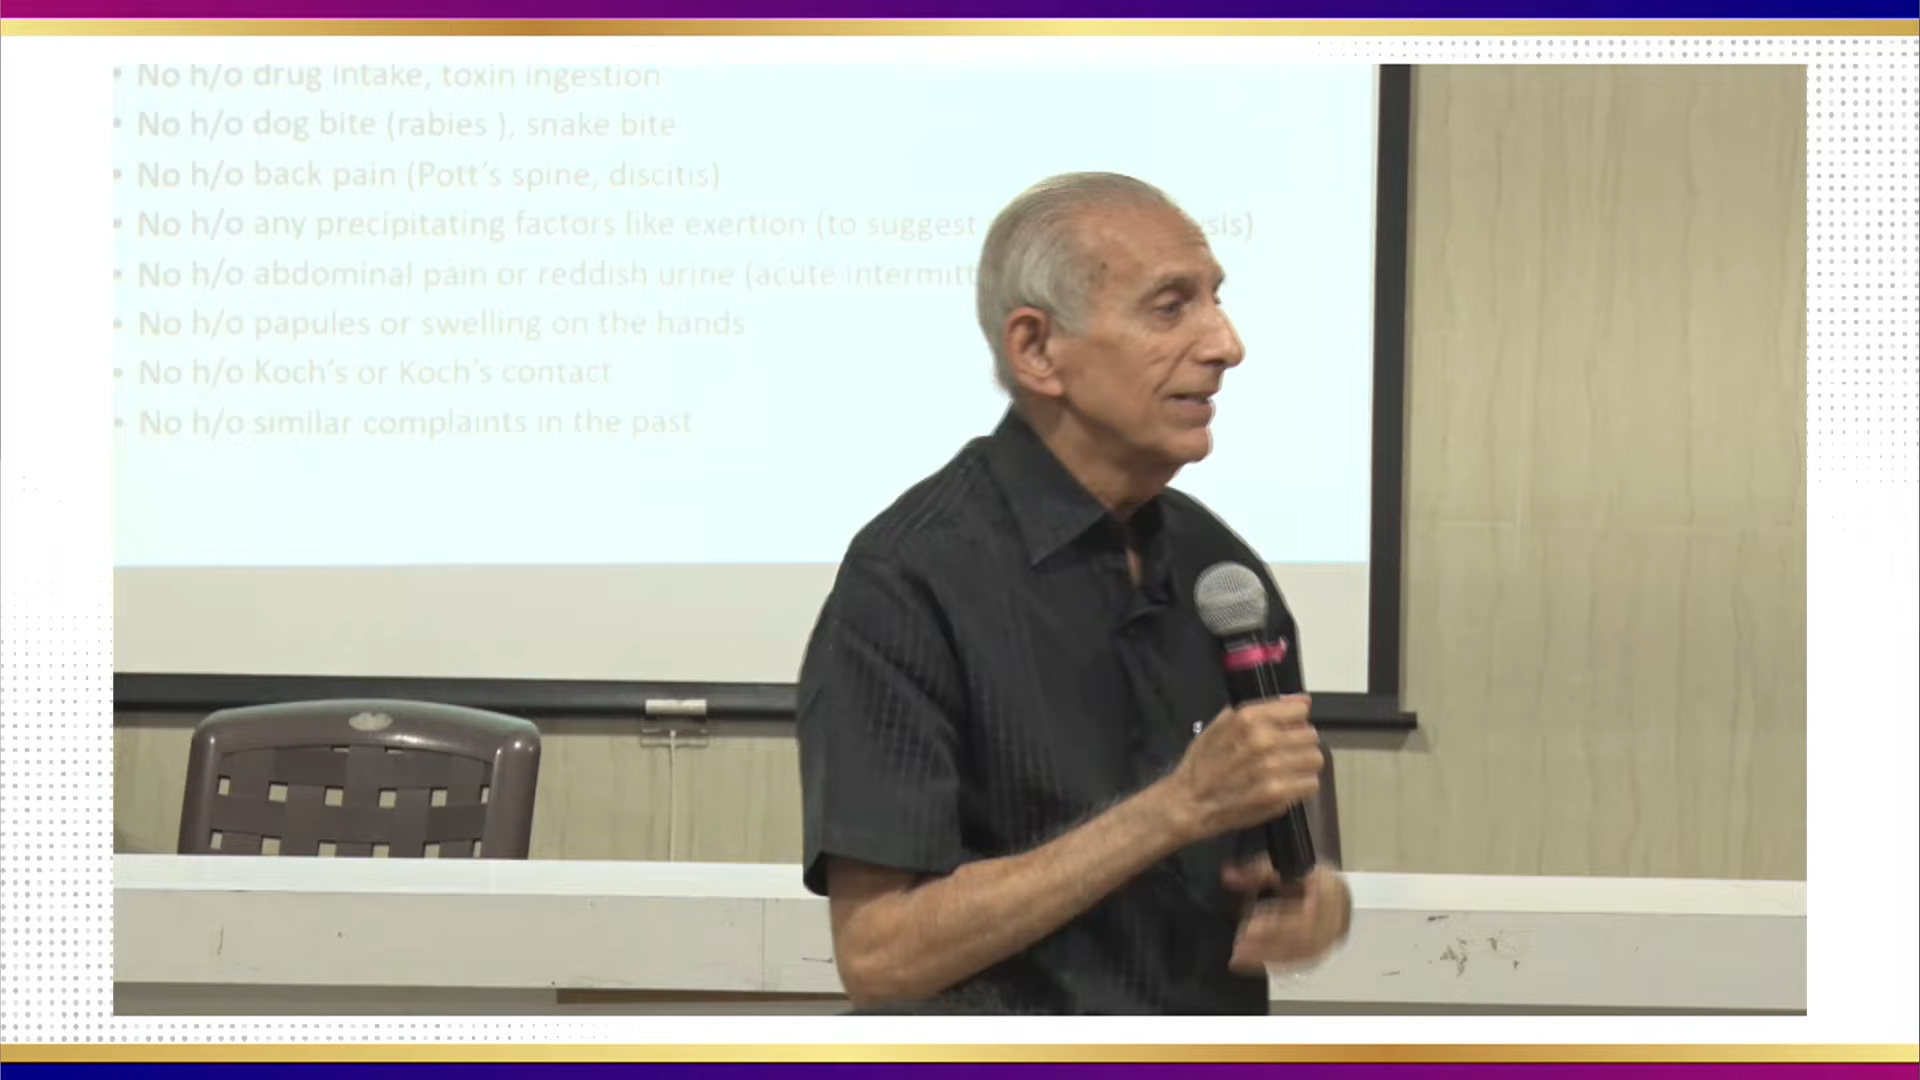 • No h/o drug intake, toxin ingestion
• No h/o dog bite (rabies ), snake bite
• No h/o back pain (Pott's spine, discitis)
• No h/o any precipitating factors like exertion (to suggest sis)
• No h/o abdominal pain or reddish urine (acute intermitt
• No h/o papules or swelling on the hands
• No h/o Koch's or Koch's contact
• No h/o similar complaints in the past